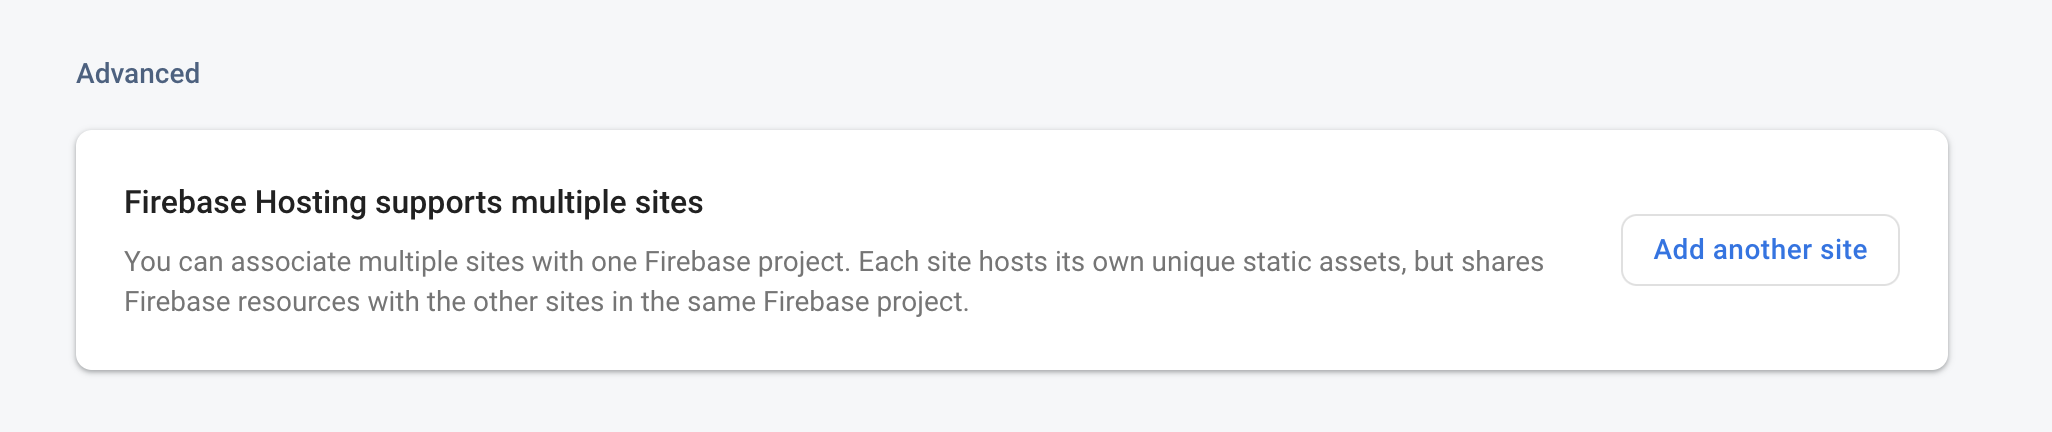 Advanced
Firebase Hosting supports multiple sites
You can associate multiple sites with one Firebase project. Each site hosts its own unique static assets, but shares
Firebase resources with the other sites in the same Firebase project.
Add another site